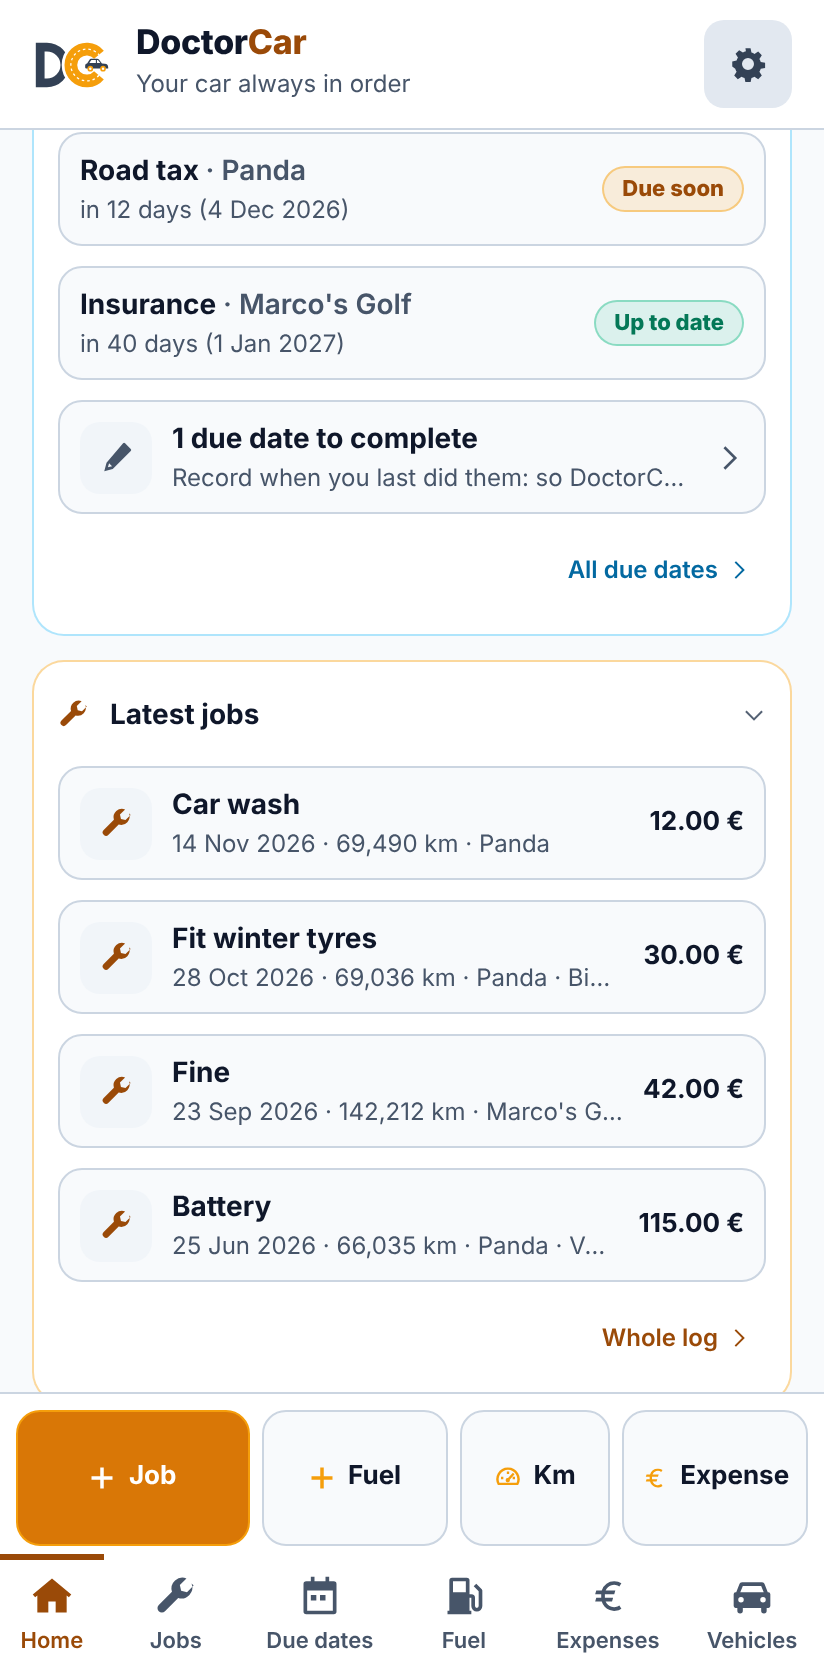 DoctorCar
Your car always in order
Road tax · Panda
in 12 days (4 Dec 2026)
Due soon
Insurance · Marco's Golf
in 40 days (1 Jan 2027)
Up to date
1 due date to complete
Record when you last did them: so DoctorC...
All due dates
Latest jobs
Car wash
14 Nov 2026 · 69,490 km · Panda
12.00 €
Fit winter tyres
28 Oct 2026 · 69,036 km · Panda · Bi...
30.00 €
Fine
23 Sep 2026 · 142,212 km · Marco's G...
42.00 €
Battery
25 Jun 2026 · 66,035 km · Panda · V...
115.00 €
Whole log
+ Job
+ Fuel
Km
€ Expense
Home
Jobs
Due dates
Fuel
Expenses
Vehicles